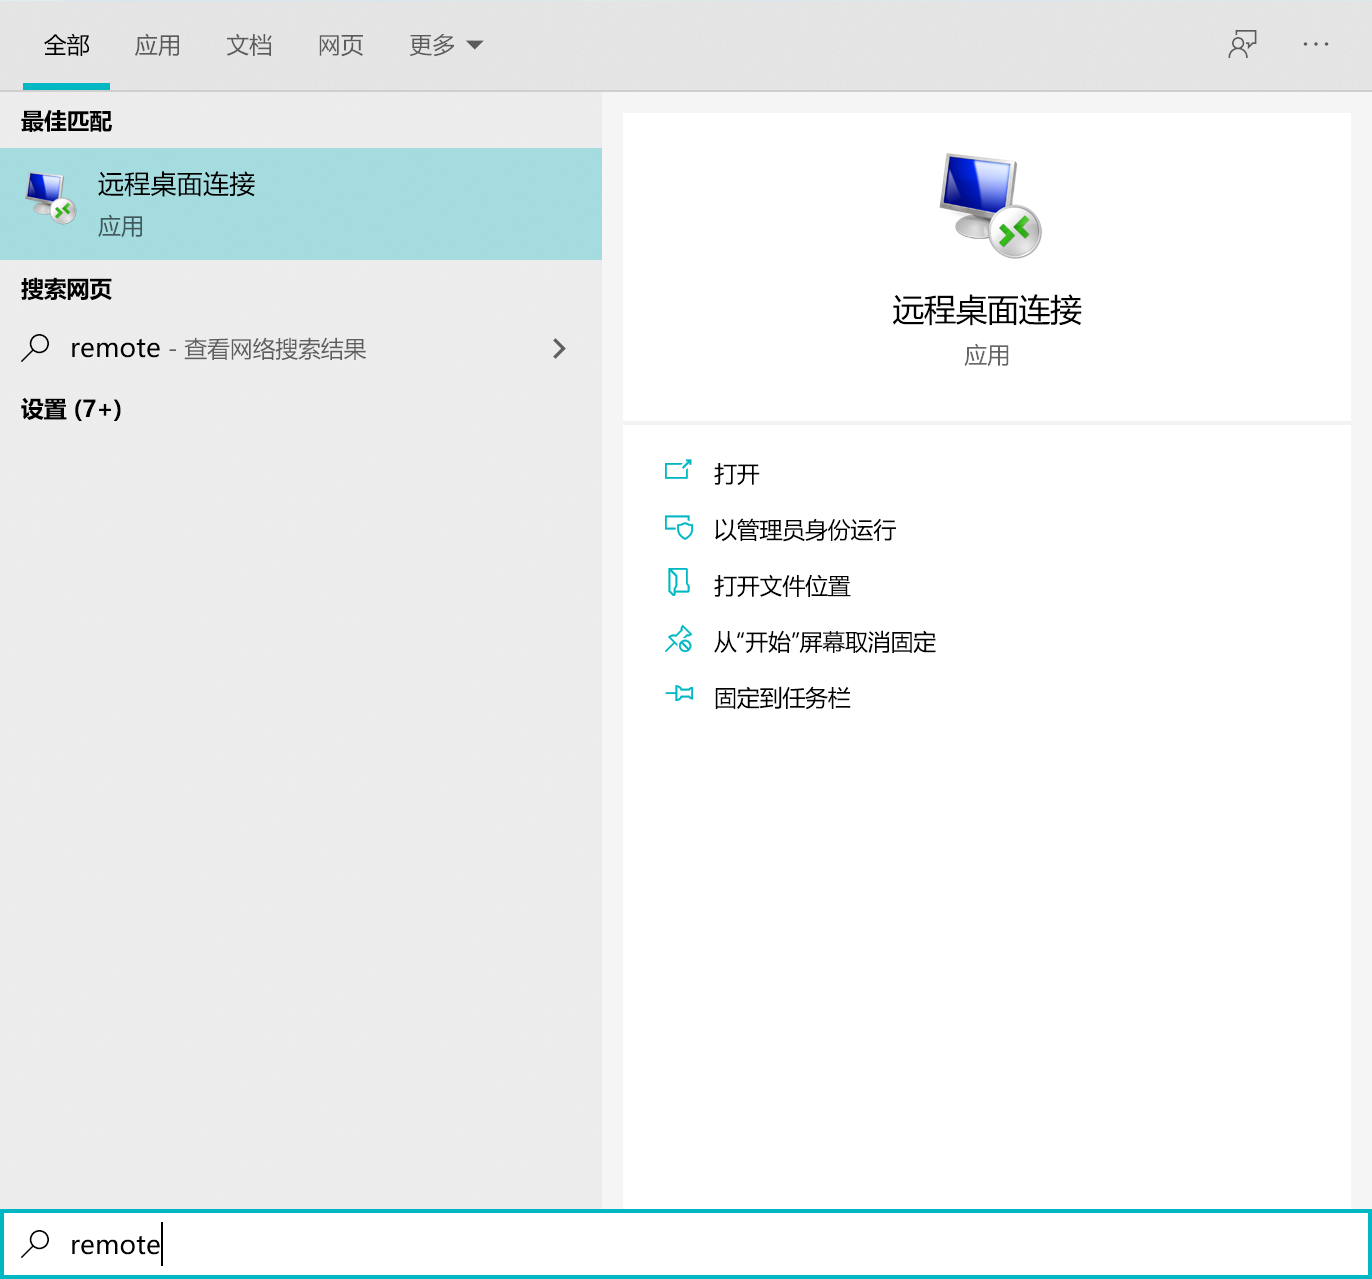 全部 应用 文档 网页 更多
最佳匹配
远程桌面连接
应用
搜索网页
remote - 查看网络搜索结果
设置 (7+)
远程桌面连接
应用
打开
以管理员身份运行
打开文件位置
从“开始”屏幕取消固定
固定到任务栏
remote